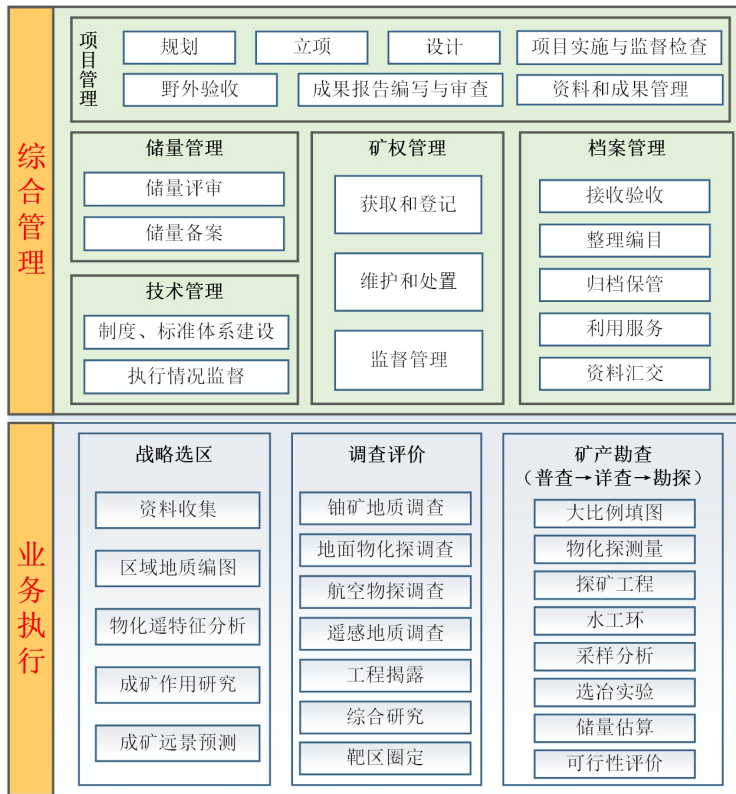 综合管理
项目管理
规划
立项
设计
项目实施与监督检查
野外验收
成果报告编写与审查
资料和成果管理
储量管理
储量评审
储量备案
技术管理
制度、标准体系建设
执行情况监督
矿权管理
获取和登记
维护和处置
监督管理
档案管理
接收验收
整理编目
归档保管
利用服务
资料汇交
业务执行
战略选区
资料收集
区域地质编图
物化遥特征分析
成矿作用研究
成矿远景预测
调查评价
铀矿地质调查
地面物化探调查
航空物探调查
遥感地质调查
工程揭露
综合研究
靶区圈定
矿产勘查
（普查→详查→勘探）
大比例填图
物化探测量
探矿工程
水工环
采样分析
选冶实验
储量估算
可行性评价